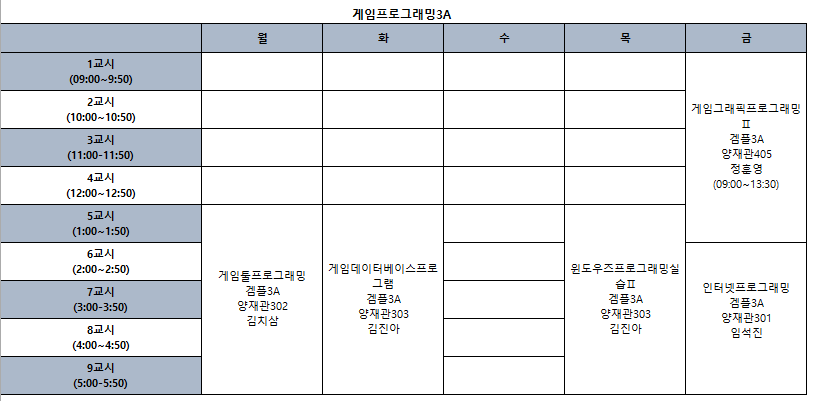 게임프로그래밍3A
월 화 수 목 금
1교시
(09:00~9:50)
2교시
(10:00~10:50)
3교시
(11:00-11:50)
4교시
(12:00~12:50)
5교시
(1:00~1:50)
6교시
(2:00~2:50)
7교시
(3:00-3:50)
8교시
(4:00~4:50)
9교시
(5:00-5:50)
게임툴프로그래밍
겜플3A
양재관302
김치삼
게임데이터베이스프로
그램
겜플3A
양재관303
김진아
윈도우즈프로그래밍실
습Ⅱ
겜플3A
양재관303
김진아
게임그래픽프로그래밍
Ⅱ
겜플3A
양재관405
정훈영
(09:00~13:30)
인터넷프로그래밍
겜플3A
양재관301
임석진